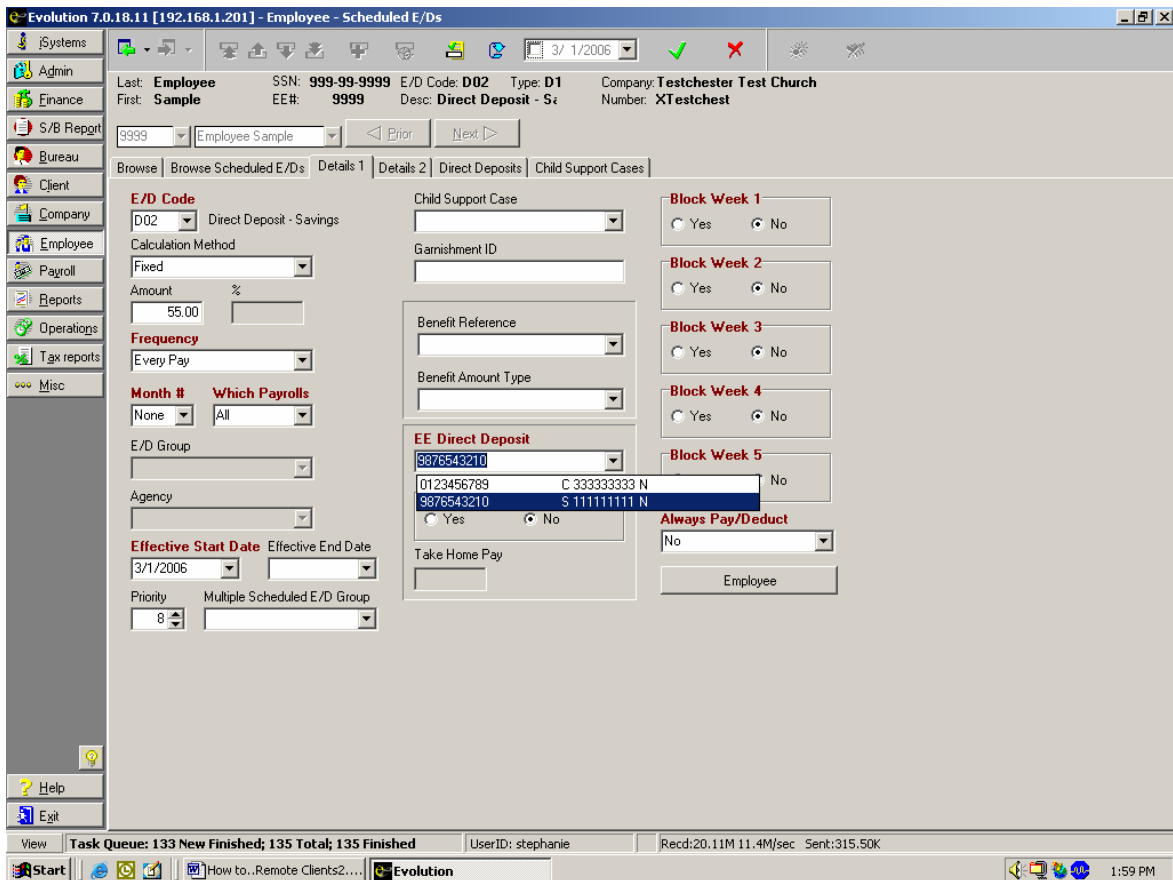 Evolution 7.0.18.11 [192.168.1.201] - Employee - Scheduled E/Ds
iSystems
Admin
Finance
S/B Report
Bureau
Client
Company
Employee
Payroll
Reports
Operations
Tax reports
Misc
Help
Exit
3/ 1/2006
Last: Employee SSN: 999-99-9999 E/D Code: D02 Type: D1 Company: Testchester Test Church
First: Sample EE#: 9999 Desc: Direct Deposit - Sa Number: XTestchest
9999 Employee Sample Prior Next
Browse Browse Scheduled E/Ds Details 1 Details 2 Direct Deposits Child Support Cases
E/D Code
D02 Direct Deposit - Savings
Calculation Method
Fixed
Amount %
55.00
Frequency
Every Pay
Month # Which Payrolls
None All
E/D Group
Agency
Effective Start Date Effective End Date
3/1/2006
Priority Multiple Scheduled E/D Group
8
Child Support Case
Garnishment ID
Benefit Reference
Benefit Amount Type
EE Direct Deposit
9876543210
0123456789 C 333333333 N
9876543210 S 111111111 N
Yes No
Take Home Pay
Block Week 1
Yes No
Block Week 2
Yes No
Block Week 3
Yes No
Block Week 4
Yes No
Block Week 5
No
Always Pay/Deduct
No
Employee
View Task Queue: 133 New Finished; 135 Total; 135 Finished UserID: stephanie Recd:20.11M 11.4M/sec Sent:315.50K
Start How to..Remote Clients2.... Evolution 1:59 PM